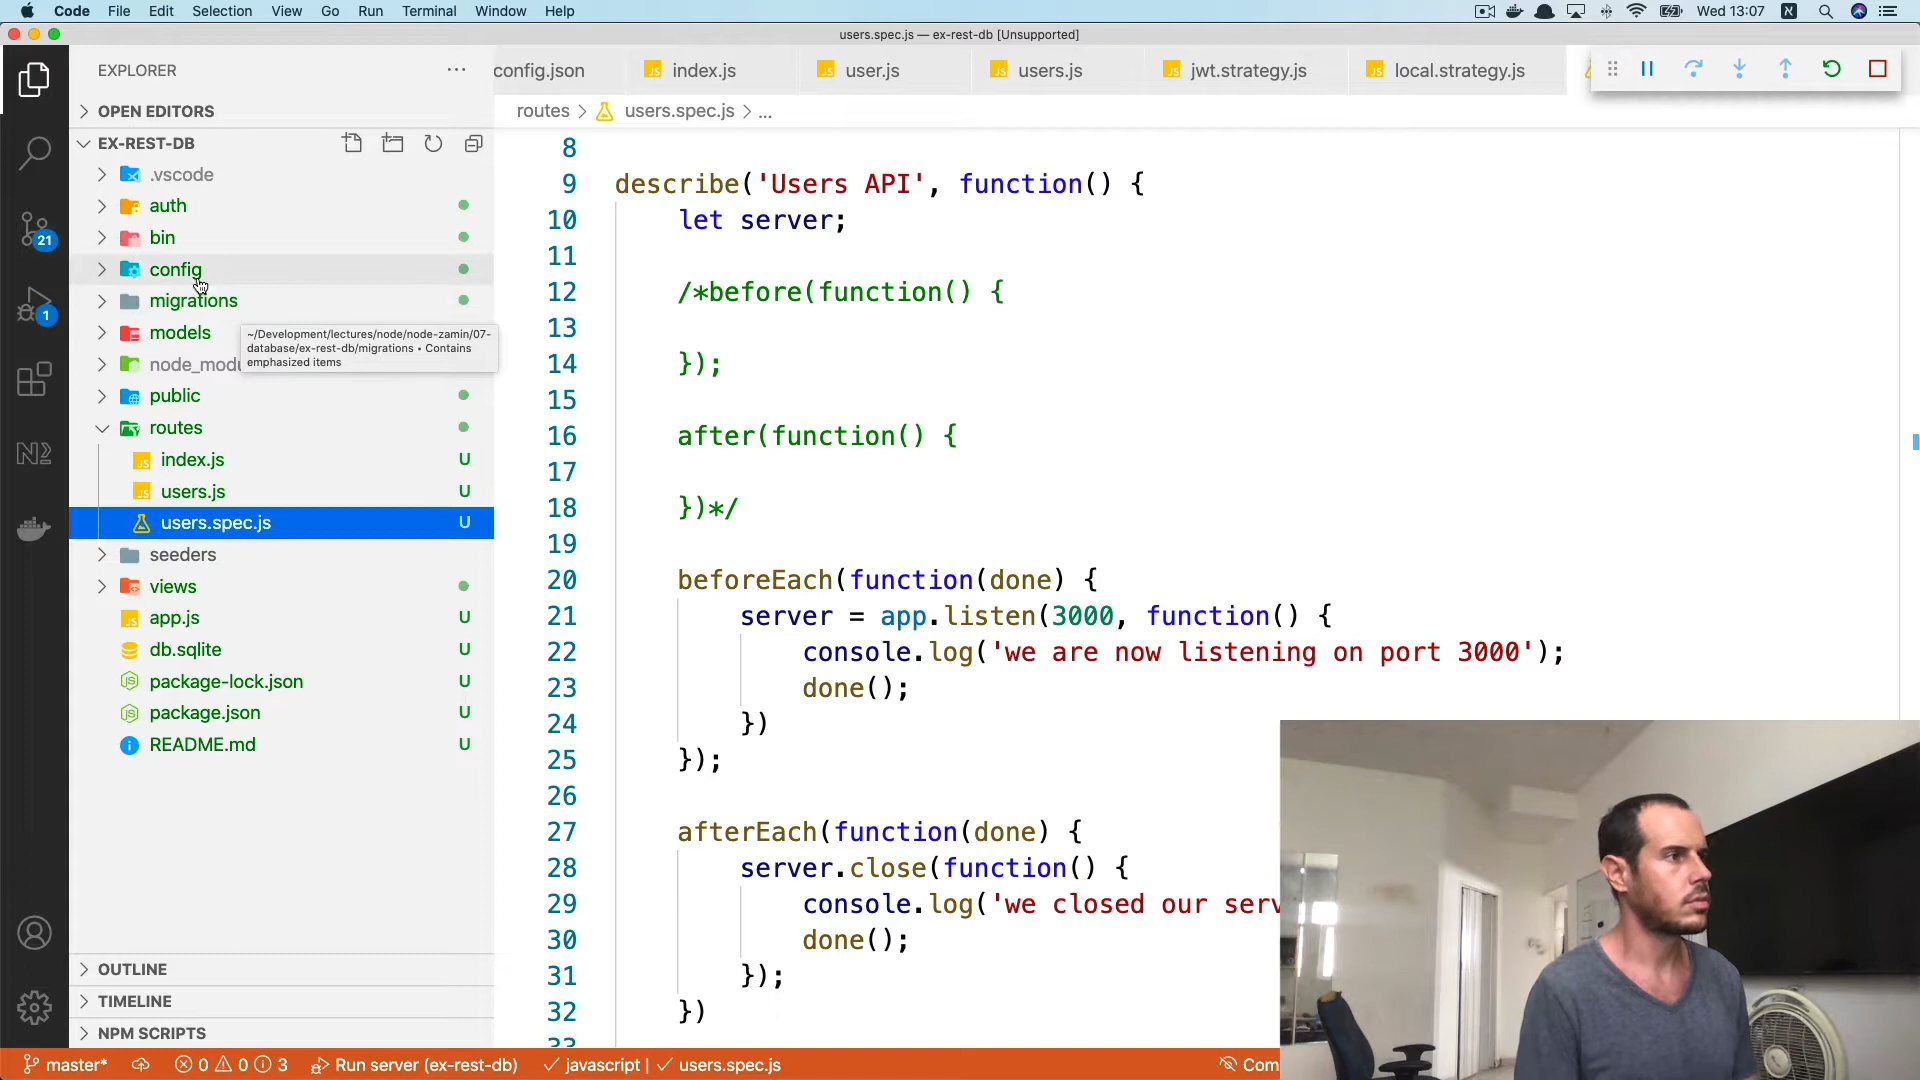 Code File Edit Selection View Go Run Terminal Window Help
Wed 13:07
users.spec.js — ex-rest-db [Unsupported]
EXPLORER
config.json index.js user.js users.js jwt.strategy.js local.strategy.js
OPEN EDITORS
routes > users.spec.js > ...
EX-REST-DB
.vscode
auth
bin
config
migrations
models
~/Development/lectures/node/node-zamin/07-
database/ex-rest-db/migrations • Contains
emphasized items
node_modu
public
routes
index.js U
users.js U
users.spec.js U
seeders
views
app.js U
db.sqlite U
package-lock.json U
package.json U
README.md U
OUTLINE
TIMELINE
NPM SCRIPTS
21
1
8
9 describe('Users API', function() {
10 let server;
11
12 /*before(function() {
13
14 });
15
16 after(function() {
17
18 })*/
19
20 beforeEach(function(done) {
21 server = app.listen(3000, function() {
22 console.log('we are now listening on port 3000');
23 done();
24 })
25 });
26
27 afterEach(function(done) {
28 server.close(function() {
29 console.log('we closed our serv
30 done();
31 });
32 })
33
master* 0 0 3 Run server (ex-rest-db) javascript | users.spec.js Com